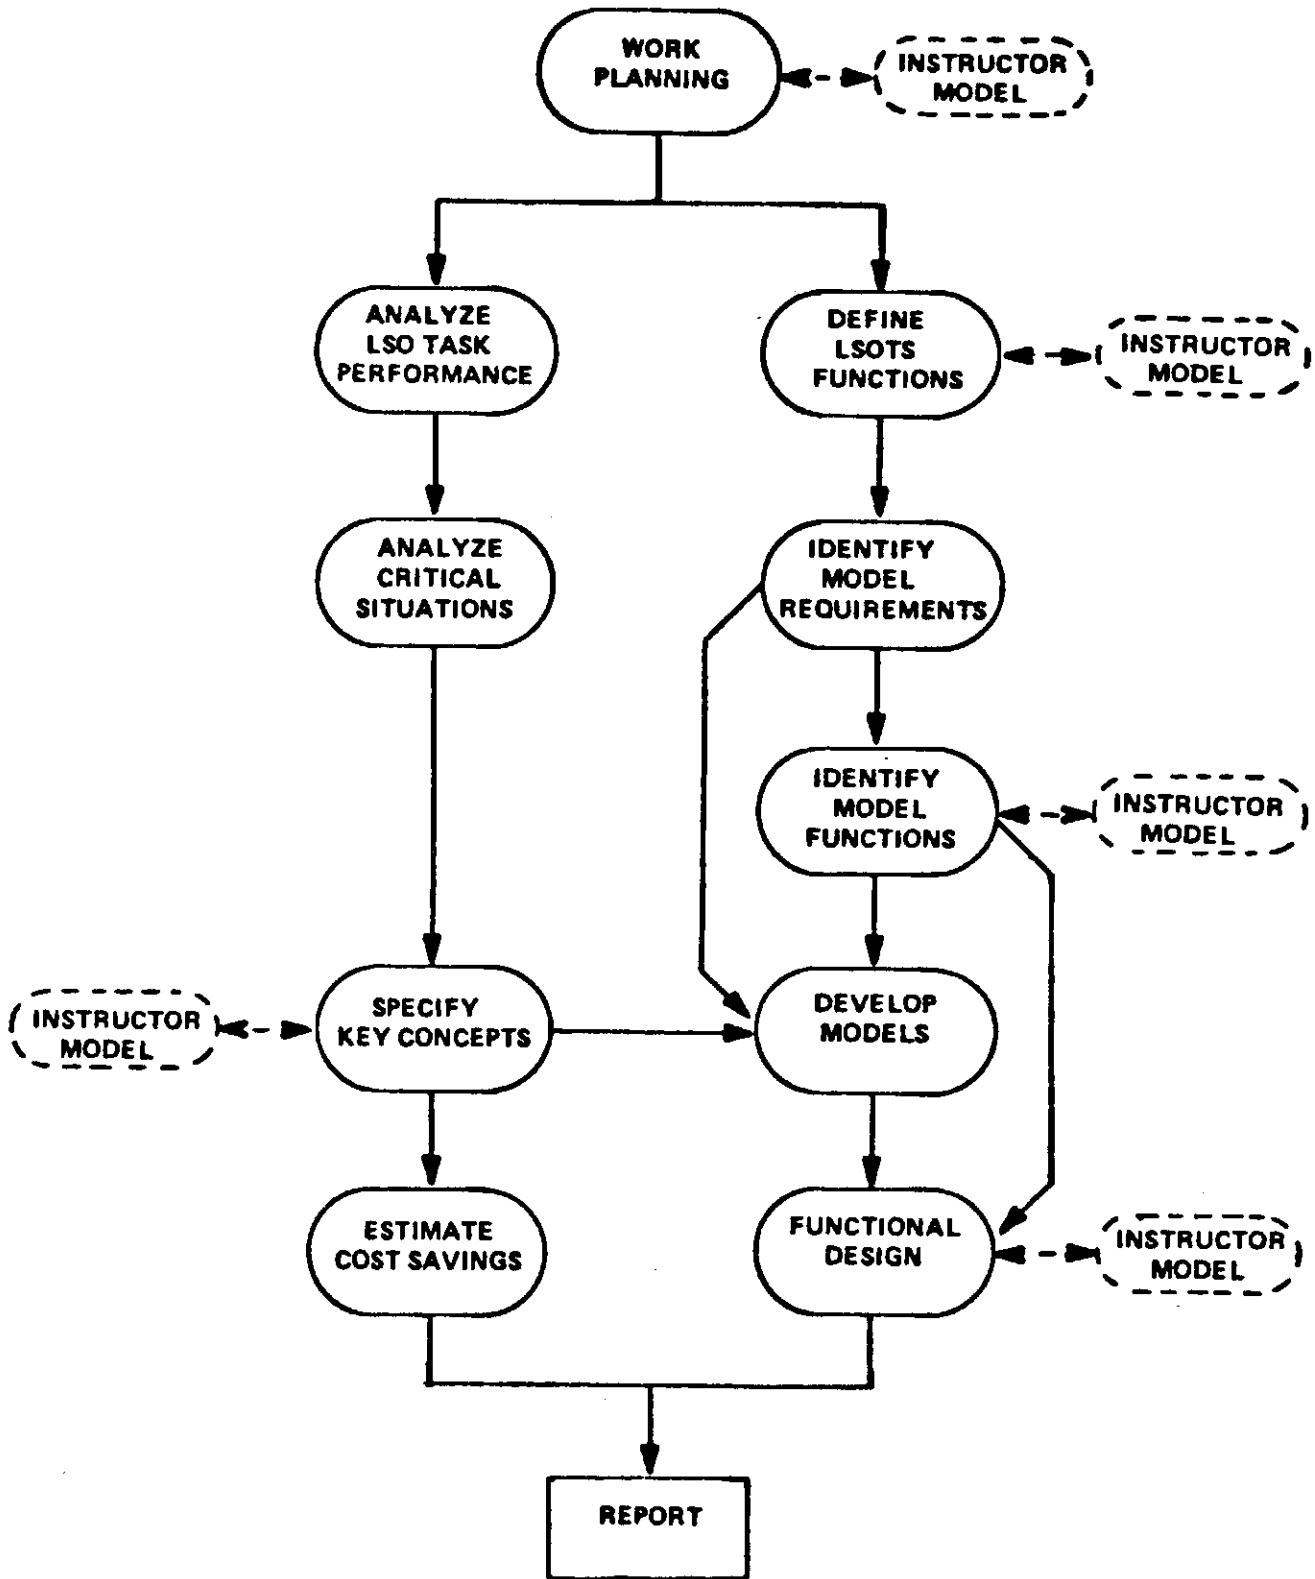 WORK
PLANNING
INSTRUCTOR
MODEL
ANALYZE
LSO TASK
PERFORMANCE
DEFINE
LSOTS
FUNCTIONS
INSTRUCTOR
MODEL
ANALYZE
CRITICAL
SITUATIONS
IDENTIFY
MODEL
REQUIREMENTS
IDENTIFY
MODEL
FUNCTIONS
INSTRUCTOR
MODEL
INSTRUCTOR
MODEL
SPECIFY
KEY CONCEPTS
DEVELOP
MODELS
ESTIMATE
COST SAVINGS
FUNCTIONAL
DESIGN
INSTRUCTOR
MODEL
REPORT